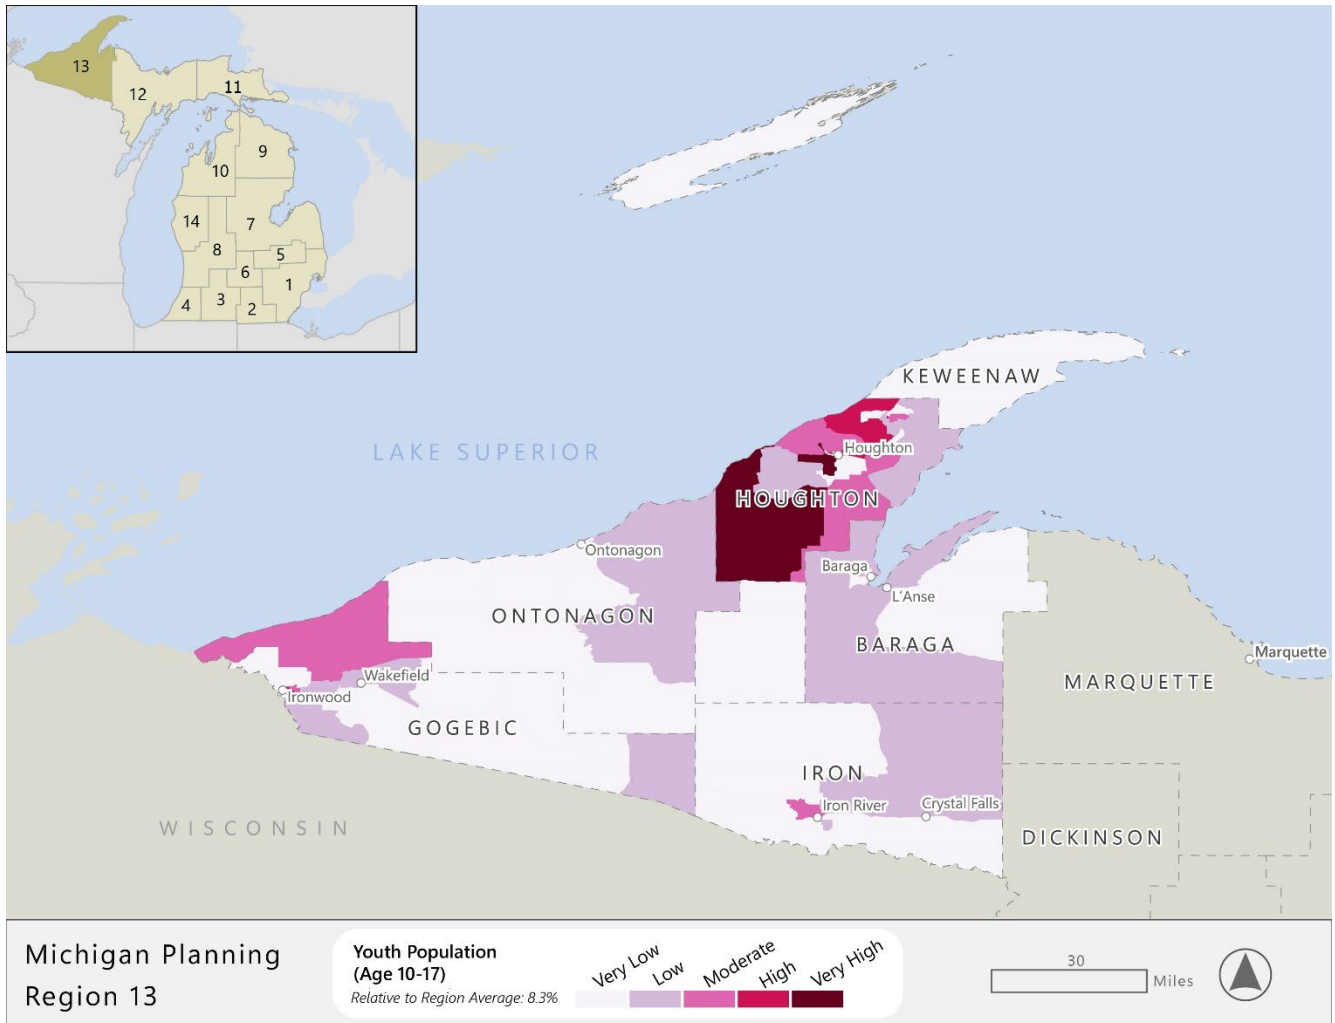 13
12
11
9
10
14
7
8
5
6
1
4
3
2
KEWEENAW
LAKE SUPERIOR
Houghton
HOUGHTON
Ontonagon
Baraga
L'Anse
ONTONAGON
BARAGA
Marquette
Wakefield
MARQUETTE
Ironwood
GOGEBIC
IRON
Iron River
Crystal Falls
WISCONSIN
DICKINSON
Michigan Planning
Region 13
Youth Population
(Age 10-17)
Relative to Region Average: 8.3%
Very Low
Low
Moderate
High
Very High
30
Miles